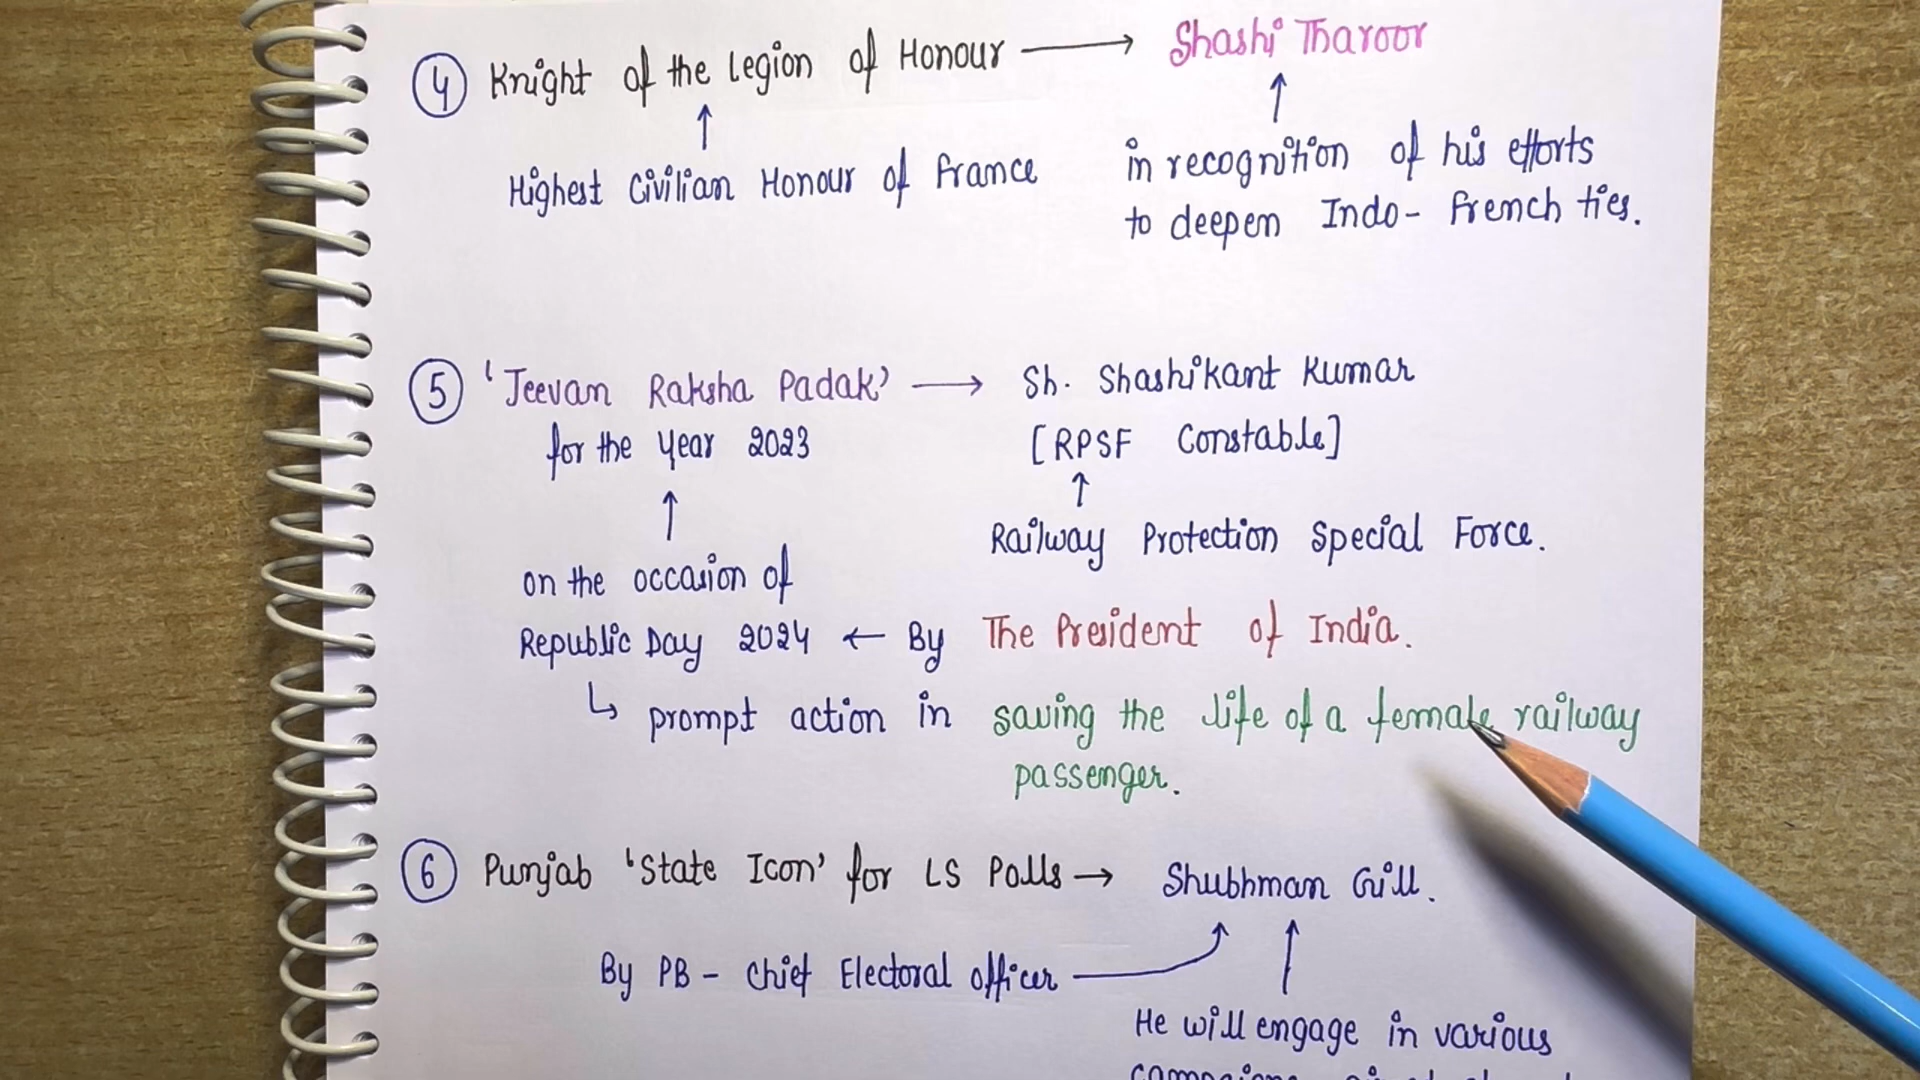 ④ Knight of the Legion of Honour → Shashi Tharoor
↑ ↑
Highest Civilian Honour of France
in recognition of his efforts
to deepen Indo-French ties.
⑤ 'Jeevan Raksha Padak' → Sh. Shashikant Kumar
for the year 2023 [RPSF Constable]
↑ ↑
Railway Protection Special Force.
on the occasion of
Republic Day 2024 ← By The President of India.
↳ prompt action in saving the life of a female railway
passenger.
⑥ Punjab 'State Icon' for LS Polls → Shubhman Gill.
By PB - Chief Electoral officer
He will engage in various